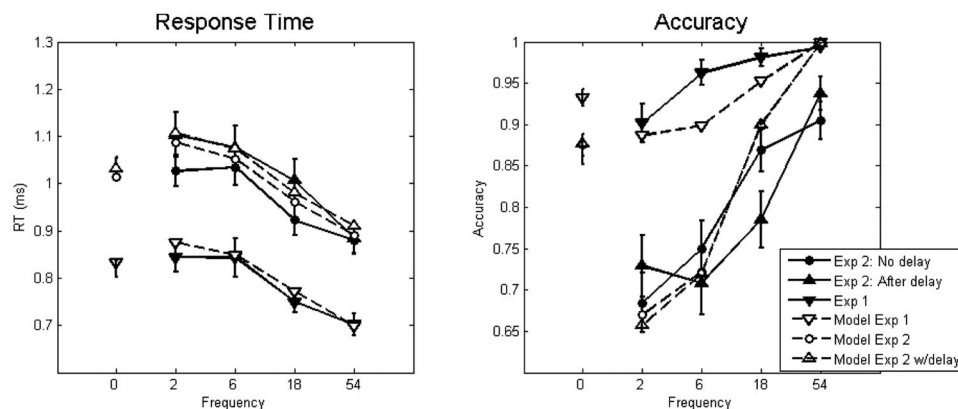 Response Time
1.3
1.2
1.1
1
0.9
0.8
0.7
RT (ms)
0
2
6
18
54
Frequency
Accuracy
1
0.95
0.9
0.85
0.8
0.75
0.7
0.65
Accuracy
0
2
6
18
54
Frequency
Exp 2: No delay
Exp 2: After delay
Exp 1
Model Exp 1
Model Exp 2
Model Exp 2 w/delay